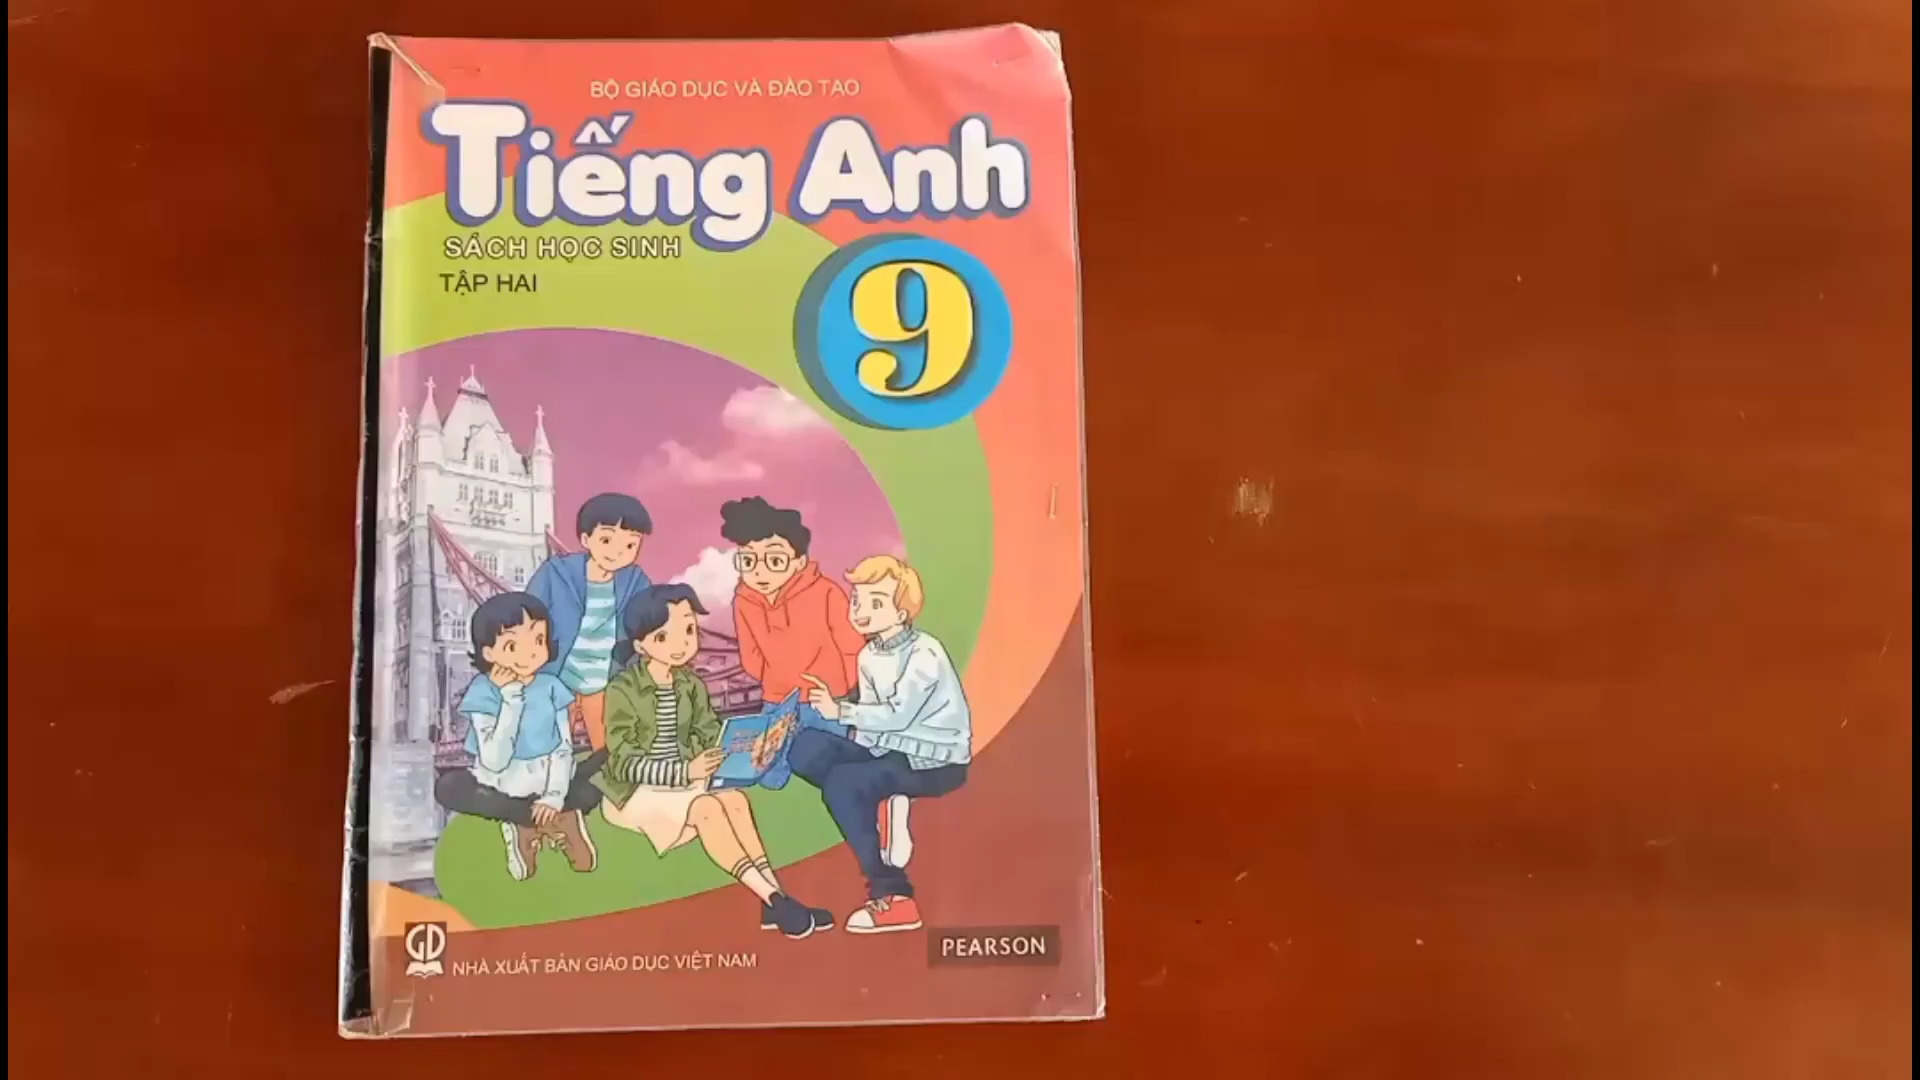 BỘ GIÁO DỤC VÀ ĐÀO TẠO
Tiếng Anh
SÁCH HỌC SINH
TẬP HAI
9
GD
NHÀ XUẤT BẢN GIÁO DỤC VIỆT NAM
PEARSON